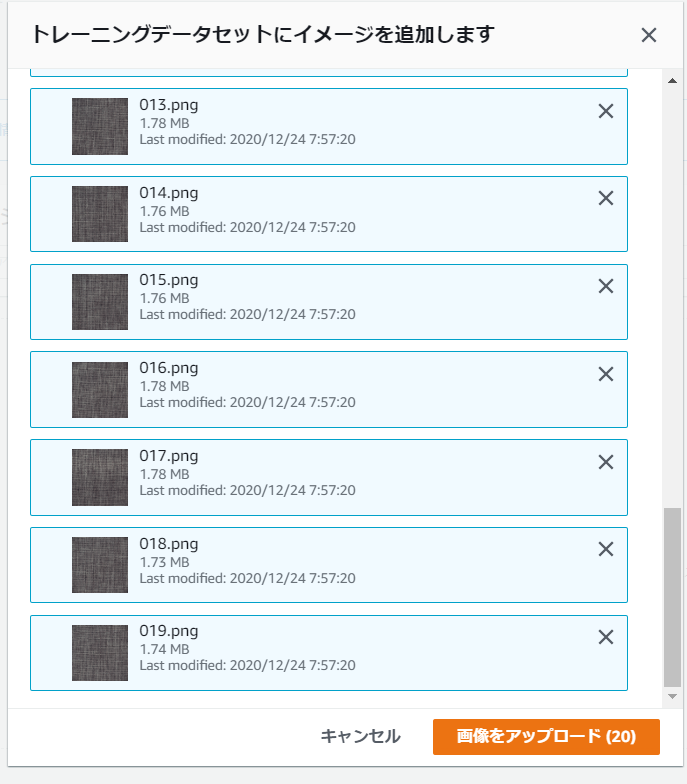 トレーニングデータセットにイメージを追加します
013.png
1.78 MB
Last modified: 2020/12/24 7:57:20
014.png
1.76 MB
Last modified: 2020/12/24 7:57:20
015.png
1.76 MB
Last modified: 2020/12/24 7:57:20
016.png
1.78 MB
Last modified: 2020/12/24 7:57:20
017.png
1.78 MB
Last modified: 2020/12/24 7:57:20
018.png
1.73 MB
Last modified: 2020/12/24 7:57:20
019.png
1.74 MB
Last modified: 2020/12/24 7:57:20
キャンセル
画像をアップロード (20)